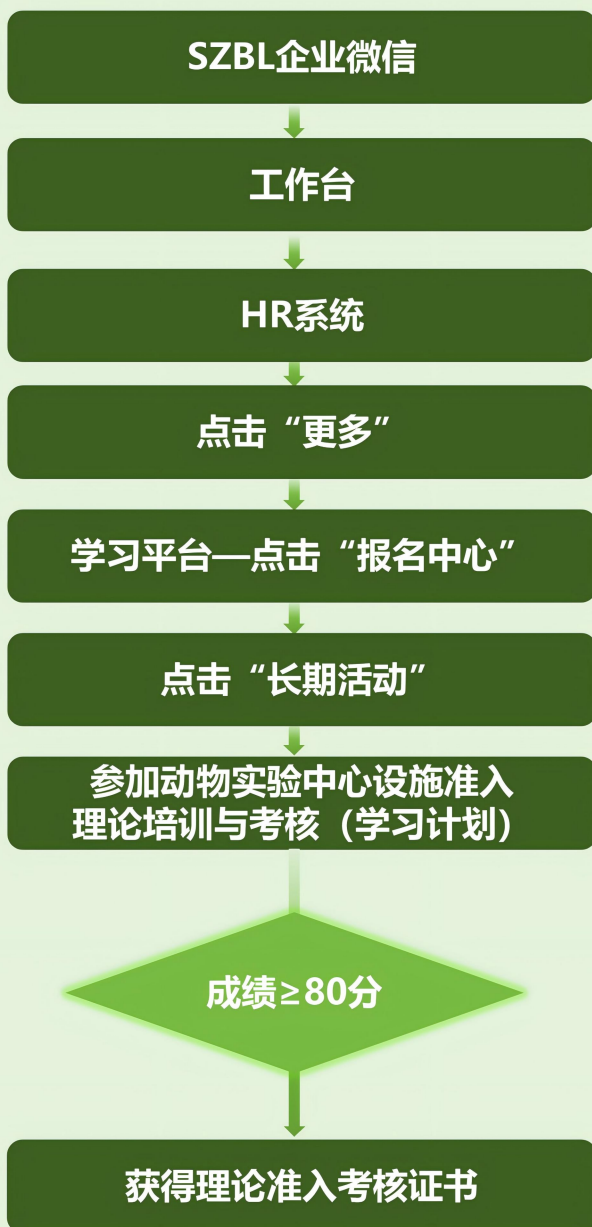 SZBL企业微信
工作台
HR系统
点击“更多”
学习平台—点击“报名中心”
点击“长期活动”
参加动物实验中心设施准入
理论培训与考核（学习计划）
成绩≥80分
获得理论准入考核证书